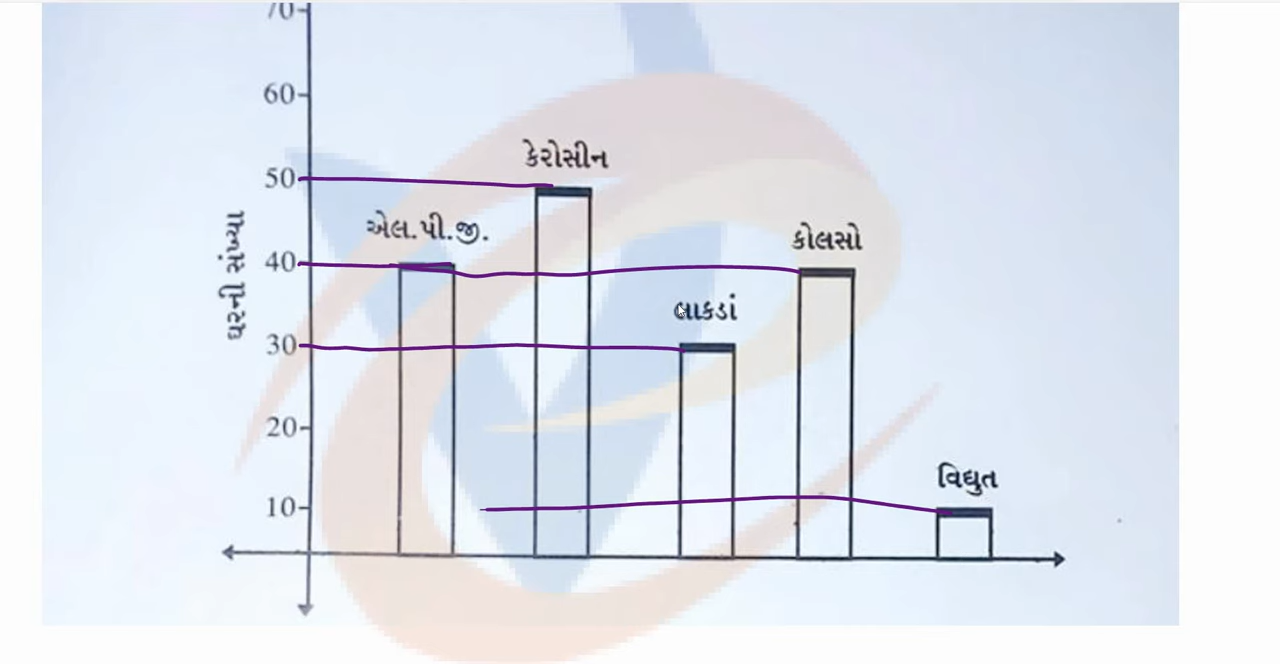 70
60
50
40
30
20
10
ઘરની સંખ્યા
કેરોસીન
એલ.પી.જી.
કોલસો
લાકડાં
વિદ્યુત